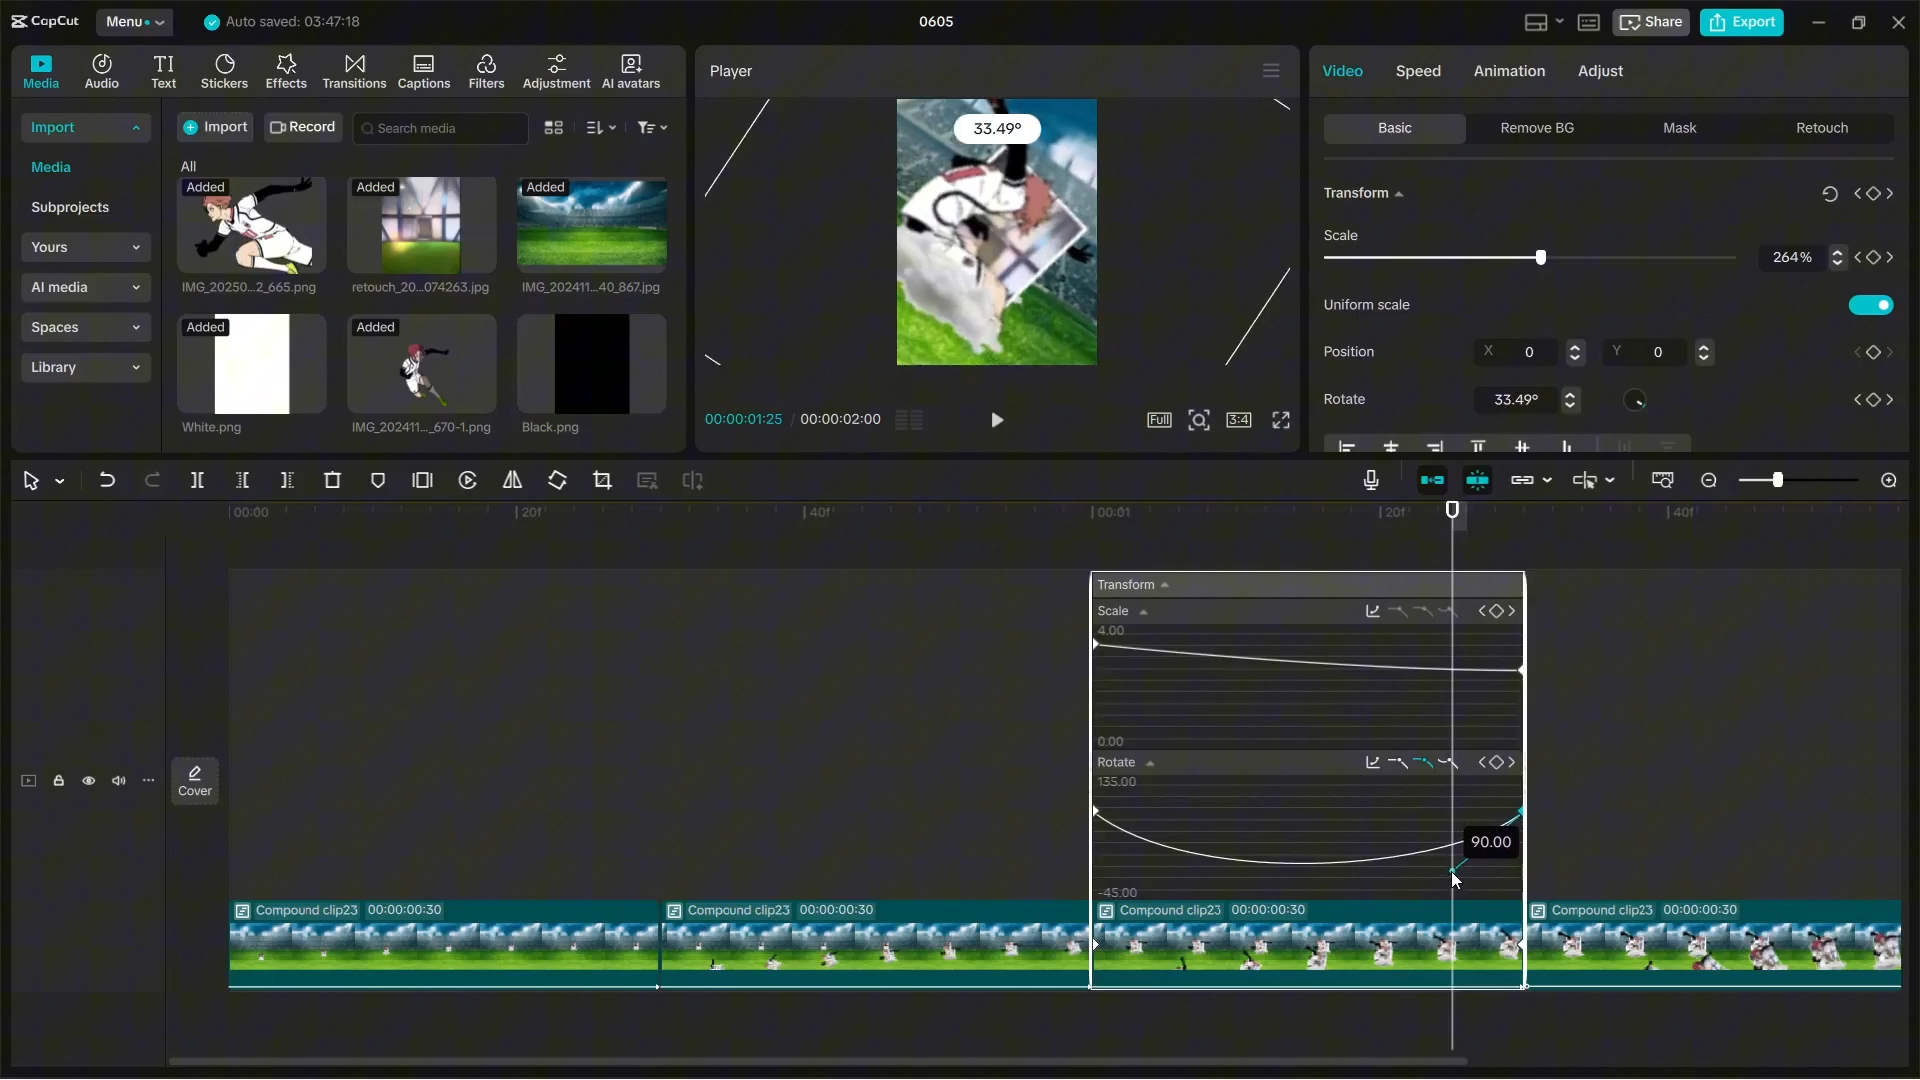 CapCut
Menu
Auto saved: 03:47:18
0605
Share
Export
Media
Audio
Text
Stickers
Effects
Transitions
Captions
Filters
Adjustment
AI avatars
Import
Media
Subprojects
Yours
AI media
Spaces
Library
Import
Record
Search media
All
Added
Added
Added
IMG_20250...2_665.png
retouch_20...074263.jpg
IMG_202411...40_867.jpg
Added
Added
White.png
IMG_202411..._670-1.png
Black.png
Player
33.49°
00:00:01:25 / 00:00:02:00
Full
3:4
Video
Speed
Animation
Adjust
Basic
Remove BG
Mask
Retouch
Transform
Scale
264%
Uniform scale
Position
X 0
Y 0
Rotate
33.49°
00:00
20f
40f
00:01
20f
40f
Transform
Scale
4.00
0.00
Rotate
135.00
90.00
-45.00
Cover
Compound clip23 00:00:00:30
Compound clip23 00:00:00:30
Compound clip23 00:00:00:30
Compound clip23 00:00:00:30